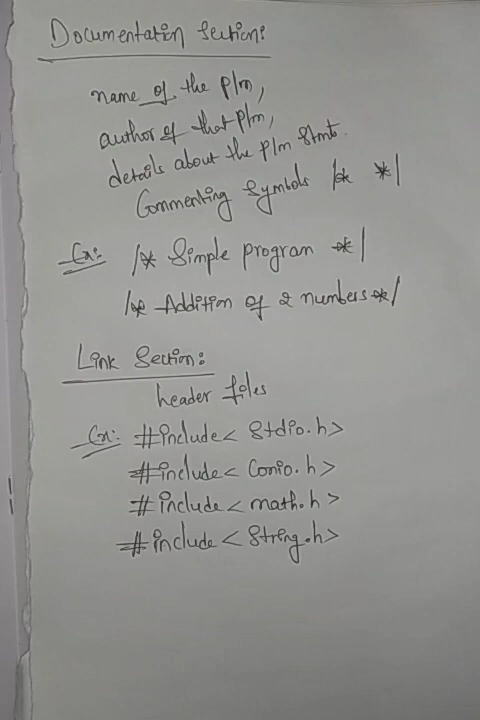 Documentation Section:
name of the plm,
author of that plm,
details about the plm Stmt.
Commenting Symbols /* */
Ex: /* Simple program */
/* Addition of 2 numbers */
Link Section:
header files
Ex: #include< Stdio.h>
#include< Conio.h>
#include< math.h>
#include< String.h>